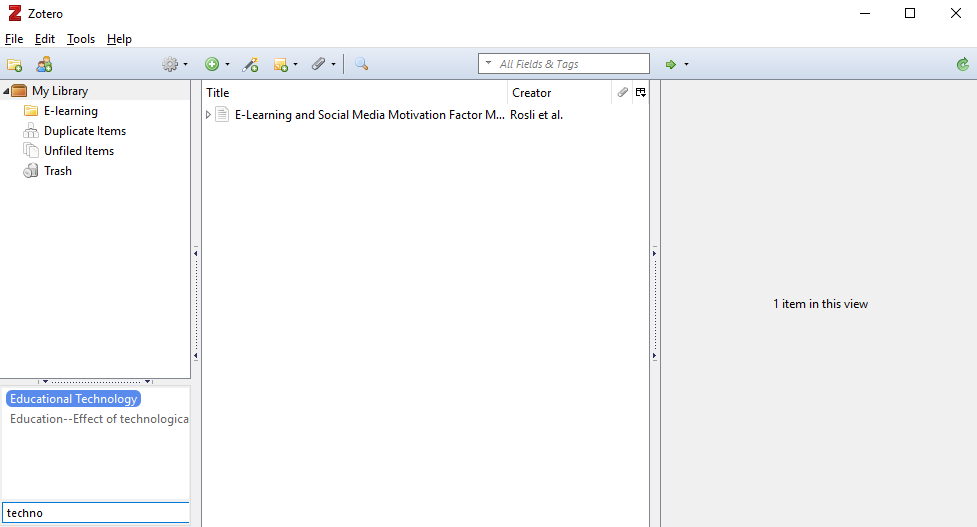 Zotero
File Edit Tools Help
All Fields & Tags
My Library
E-learning
Duplicate Items
Unfiled Items
Trash
Title Creator
E-Learning and Social Media Motivation Factor M... Rosli et al.
1 item in this view
Educational Technology
Education--Effect of technologica
techno